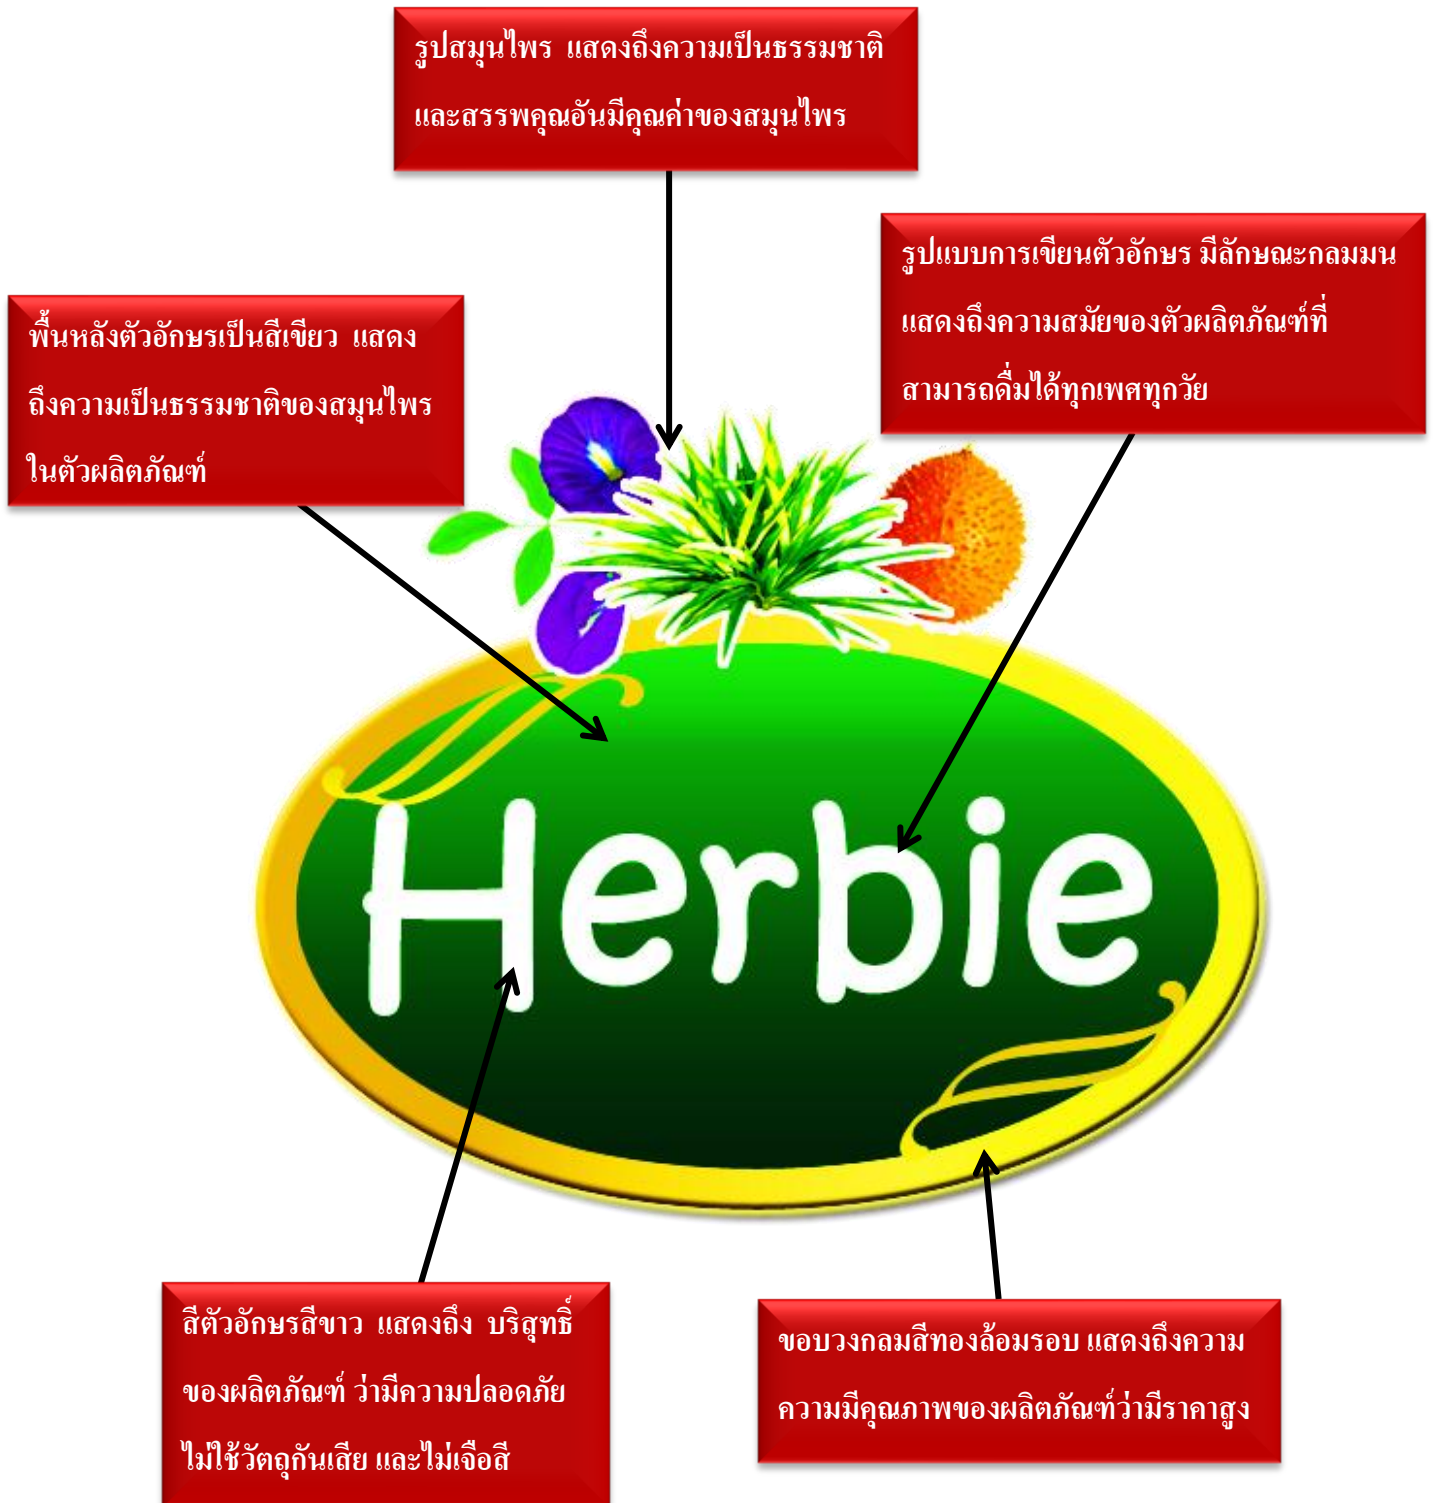 รูปสมุนไพร แสดงถึงความเป็นธรรมชาติ
และสรรพคุณอันมีคุณค่าของสมุนไพร
รูปแบบการเขียนตัวอักษร มีลักษณะกลมมน
แสดงถึงความสมัยของตัวผลิตภัณฑ์ที่
สามารถดื่มได้ทุกเพศทุกวัย
พื้นหลังตัวอักษรเป็นสีเขียว แสดง
ถึงความเป็นธรรมชาติของสมุนไพร
ในตัวผลิตภัณฑ์
Herbie
สีตัวอักษรสีขาว แสดงถึง บริสุทธิ์
ของผลิตภัณฑ์ ว่ามีความปลอดภัย
ไม่ใช้วัตถุกันเสีย และไม่เจือสี
ขอบวงกลมสีทองล้อมรอบ แสดงถึงความ
ความมีคุณภาพของผลิตภัณฑ์ว่ามีราคาสูง